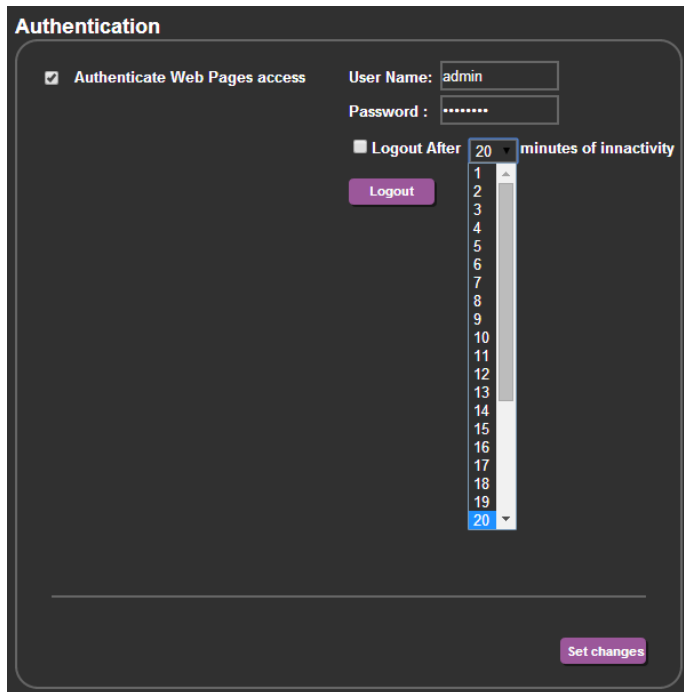 Authentication
Authenticate Web Pages access
User Name: admin
Password : ••••••••
Logout After 20 minutes of innactivity
Logout
1
2
3
4
5
6
7
8
9
10
11
12
13
14
15
16
17
18
19
20
Set changes